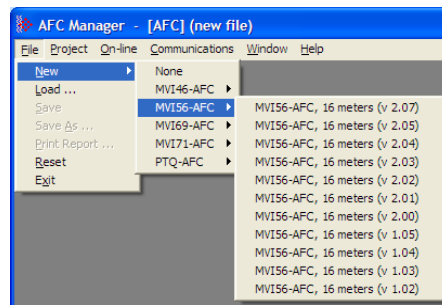 AFC Manager - [AFC] (new file)
File Project On-line Communications Window Help
New
Load ...
Save
Save As ...
Print Report ...
Reset
Exit
None
MVI46-AFC
MVI56-AFC
MVI69-AFC
MVI71-AFC
PTQ-AFC
MVI56-AFC, 16 meters (v 2.07)
MVI56-AFC, 16 meters (v 2.05)
MVI56-AFC, 16 meters (v 2.04)
MVI56-AFC, 16 meters (v 2.03)
MVI56-AFC, 16 meters (v 2.02)
MVI56-AFC, 16 meters (v 2.01)
MVI56-AFC, 16 meters (v 2.00)
MVI56-AFC, 16 meters (v 1.05)
MVI56-AFC, 16 meters (v 1.04)
MVI56-AFC, 16 meters (v 1.03)
MVI56-AFC, 16 meters (v 1.02)